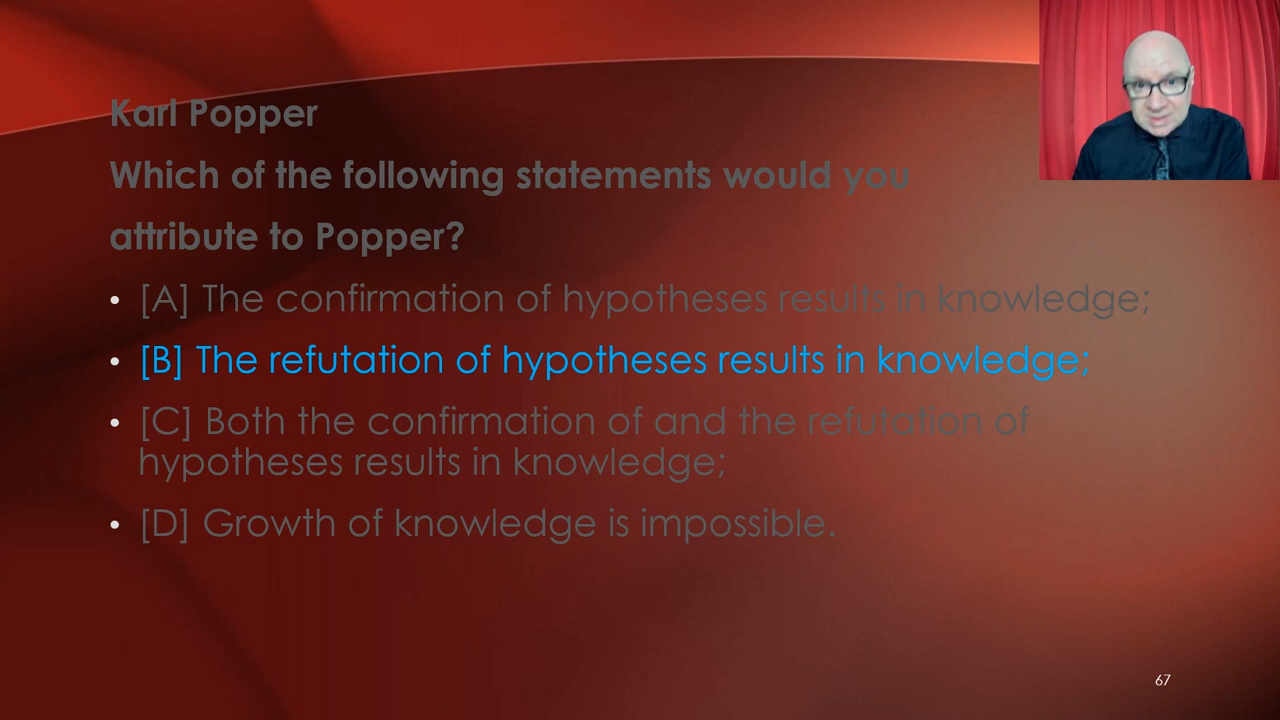 Karl Popper
Which of the following statements would you
attribute to Popper?
• [A] The confirmation of hypotheses results in knowledge;
• [B] The refutation of hypotheses results in knowledge;
• [C] Both the confirmation of and the refutation of
hypotheses results in knowledge;
• [D] Growth of knowledge is impossible.
67